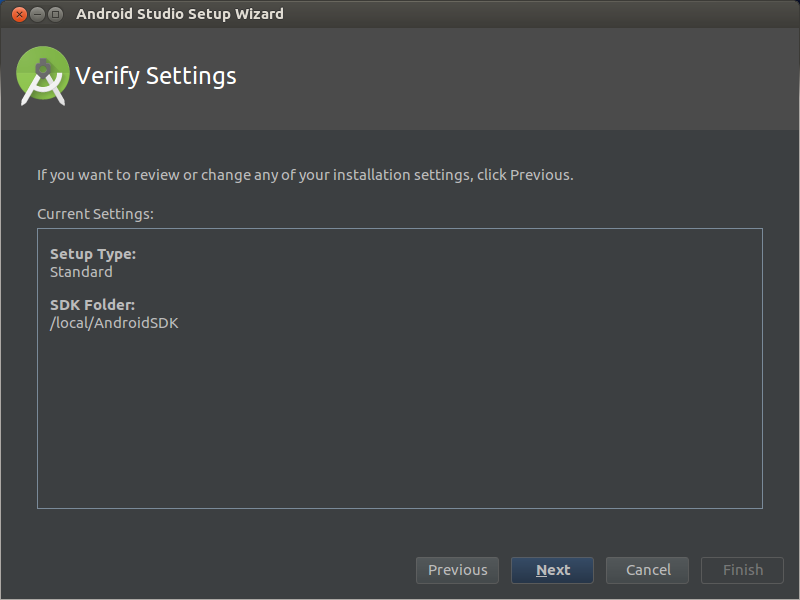 Android Studio Setup Wizard
Verify Settings
If you want to review or change any of your installation settings, click Previous.
Current Settings:
Setup Type:
Standard
SDK Folder:
/local/AndroidSDK
Previous Next Cancel Finish